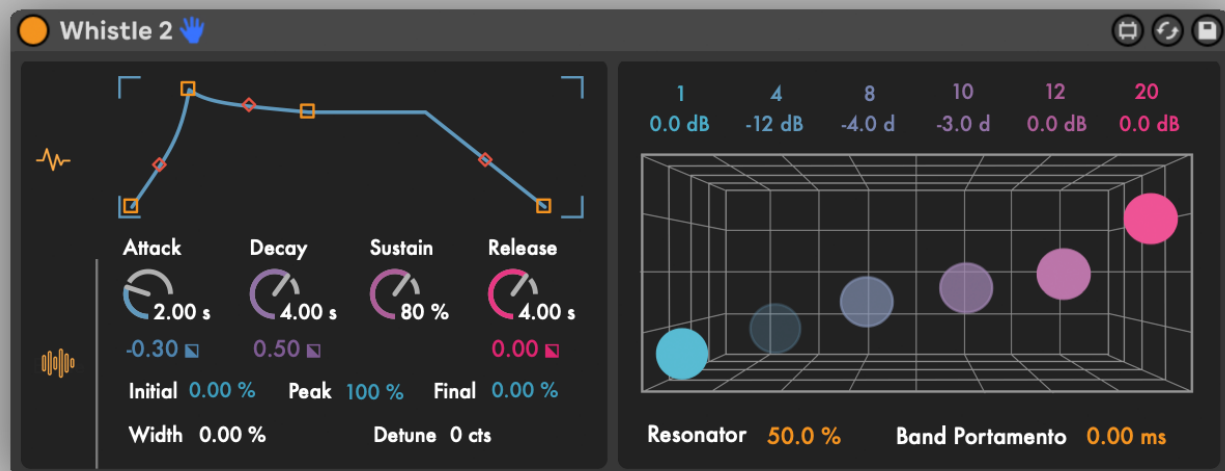 Whistle 2
Attack Decay Sustain Release
2.00 s 4.00 s 80 % 4.00 s
-0.30 0.50 0.00
Initial 0.00 % Peak 100 % Final 0.00 %
Width 0.00 % Detune 0 cts
1 4 8 10 12 20
0.0 dB -12 dB -4.0 d -3.0 d 0.0 dB 0.0 dB
Resonator 50.0 % Band Portamento 0.00 ms